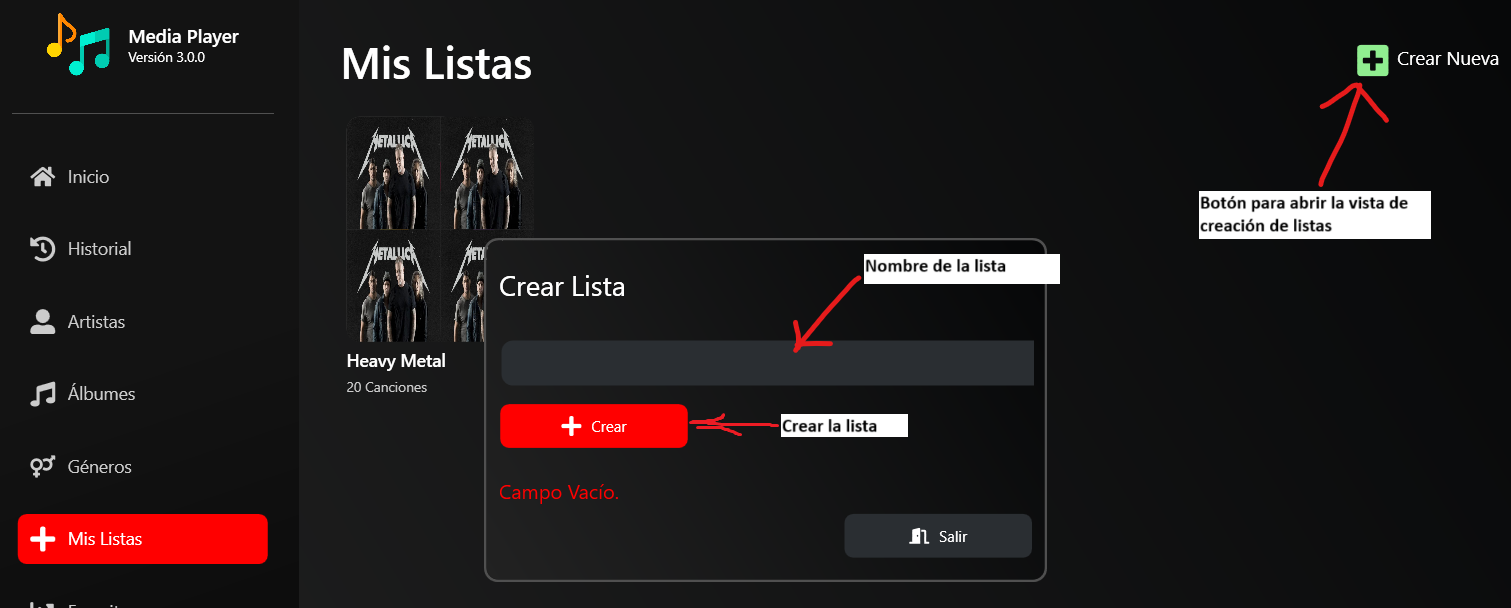 Media Player
Versión 3.0.0
Inicio
Historial
Artistas
Álbumes
Géneros
Mis Listas
Mis Listas
Crear Nueva
Botón para abrir la vista de
creación de listas
METALLICA
METALLICA
METALLICA
Heavy Metal
20 Canciones
Crear Lista
Nombre de la lista
Crear
Crear la lista
Campo Vacío.
Salir